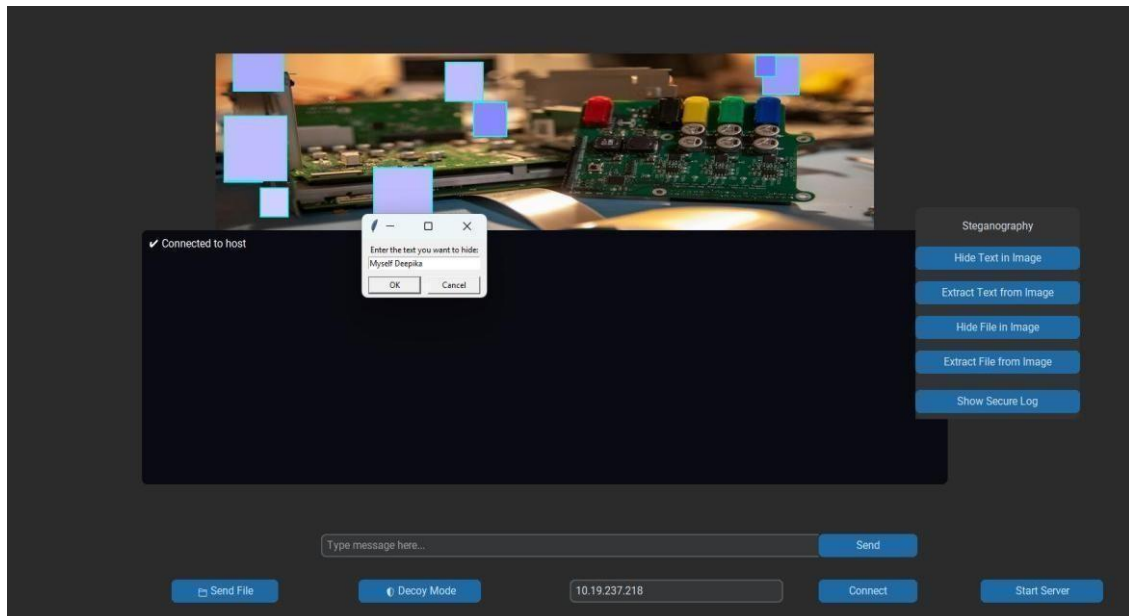 ✔ Connected to host
Enter the text you want to hide:
Myself Deepika
OK Cancel
Steganography
Hide Text in Image
Extract Text from Image
Hide File in Image
Extract File from Image
Show Secure Log
Type message here...
Send
Send File
Decoy Mode
10.19.237.218
Connect
Start Server